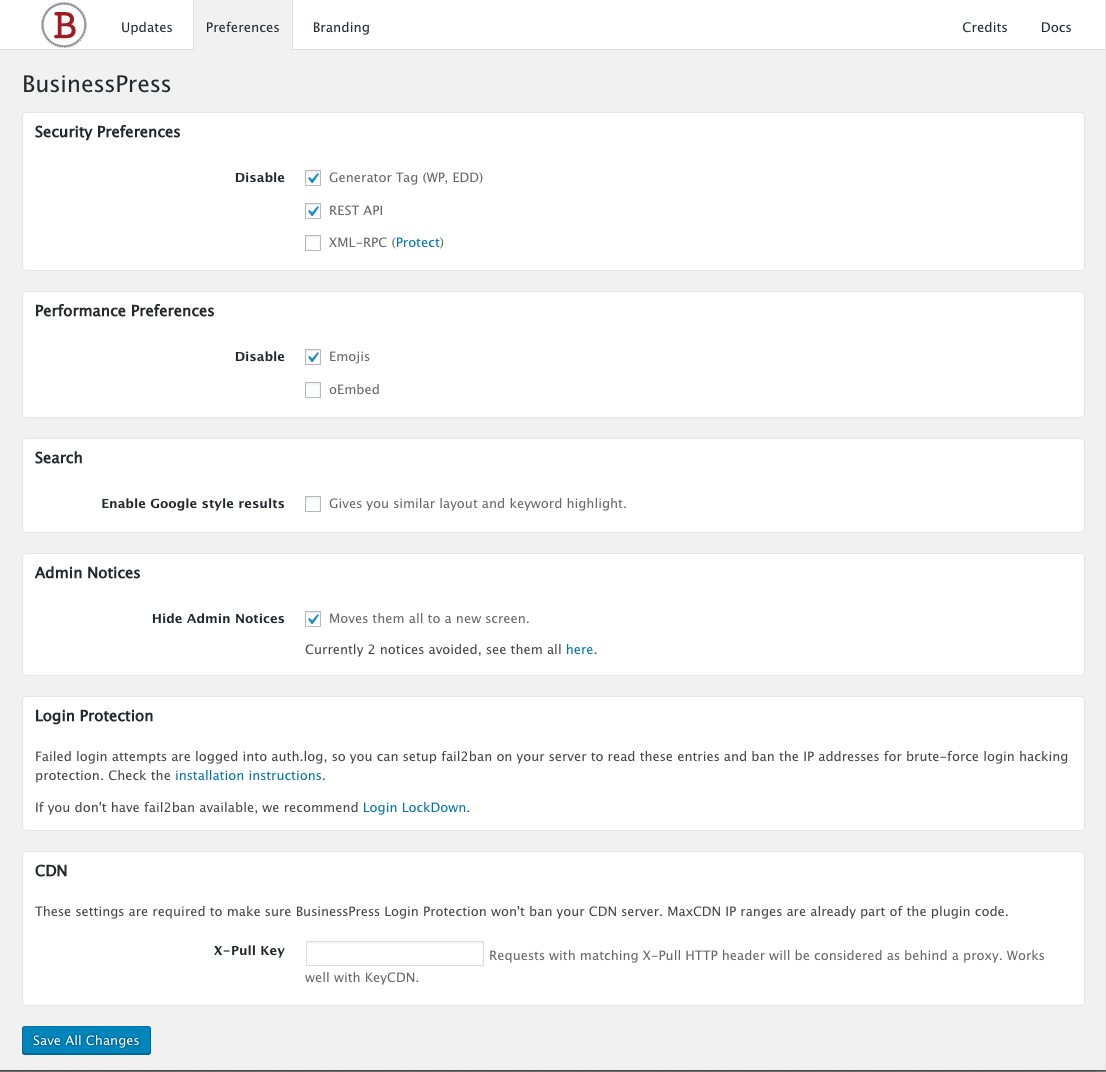 B Updates Preferences Branding Credits Docs
BusinessPress
Security Preferences
Disable Generator Tag (WP, EDD)
REST API
XML-RPC (Protect)
Performance Preferences
Disable Emojis
oEmbed
Search
Enable Google style results Gives you similar layout and keyword highlight.
Admin Notices
Hide Admin Notices Moves them all to a new screen.
Currently 2 notices avoided, see them all here.
Login Protection
Failed login attempts are logged into auth.log, so you can setup fail2ban on your server to read these entries and ban the IP addresses for brute-force login hacking
protection. Check the installation instructions.
If you don't have fail2ban available, we recommend Login LockDown.
CDN
These settings are required to make sure BusinessPress Login Protection won't ban your CDN server. MaxCDN IP ranges are already part of the plugin code.
X-Pull Key Requests with matching X-Pull HTTP header will be considered as behind a proxy. Works
well with KeyCDN.
Save All Changes